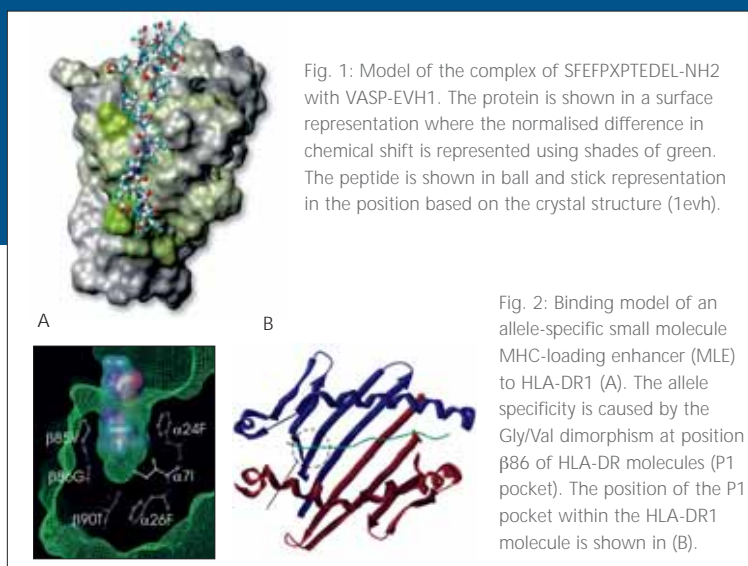 Fig. 1: Model of the complex of SFEFPXPTEDEL-NH2
with VASP-EVH1. The protein is shown in a surface
representation where the normalised difference in
chemical shift is represented using shades of green.
The peptide is shown in ball and stick representation
in the position based on the crystal structure (1evh).
A
B
β85V
α24F
β86G
α7I
β90T
α26F
Fig. 2: Binding model of an
allele-specific small molecule
MHC-loading enhancer (MLE)
to HLA-DR1 (A). The allele
specificity is caused by the
Gly/Val dimorphism at position
β86 of HLA-DR molecules (P1
pocket). The position of the P1
pocket within the HLA-DR1
molecule is shown in (B).